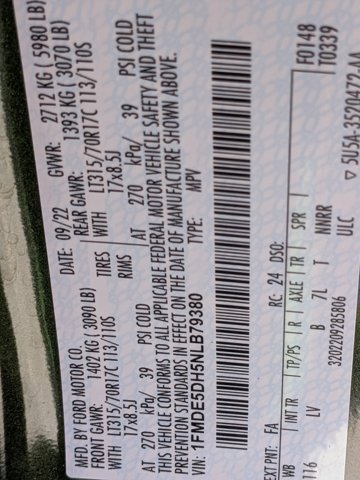 MFD. BY FORD MOTOR CO.
DATE: 09/22 GVWR: 2712 KG ( 5980 LB)
FRONT GAWR: 1402 KG ( 3090 LB) REAR GAWR: 1393 KG ( 3070 LB)
WITH LT315/70R17C 113/110S TIRES WITH LT315/70R17C 113/110S
17x8.5J RIMS 17x8.5J
AT 270 kPa/ 39 PSI COLD AT 270 kPa/ 39 PSI COLD
THIS VEHICLE CONFORMS TO ALL APPLICABLE FEDERAL MOTOR VEHICLE SAFETY AND THEFT
PREVENTION STANDARDS IN EFFECT ON THE DATE OF MANUFACTURE SHOWN ABOVE.
VIN: 1FMDE5DH5NLB79380 TYPE: MPV
F0148
T0339
EXT PNT: FA RC: 24 DSO:
WB INT TR TP/PS R AXLE TR SPR
116 LV B 7L T NNRR
3202209285806 ULC
5U5A-3520472-AA